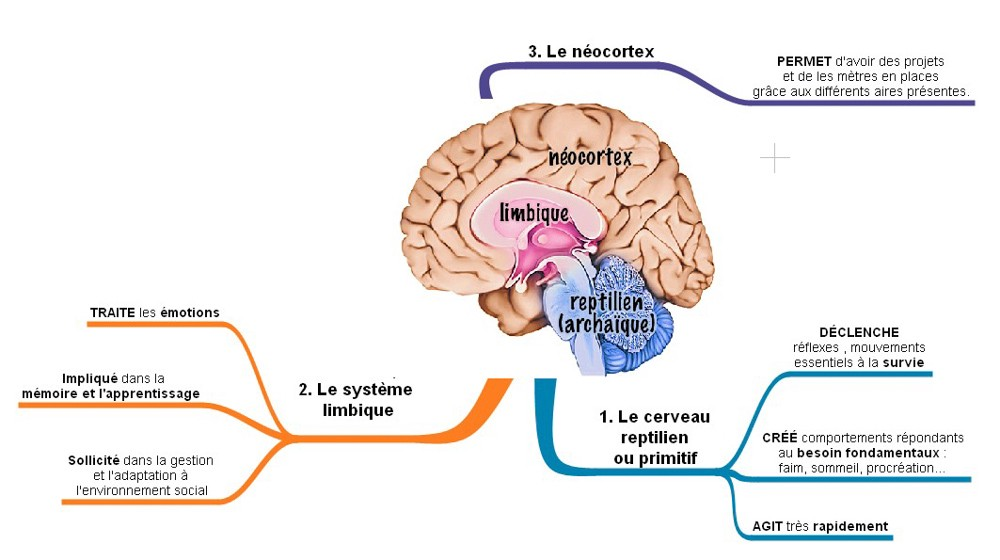 3. Le néocortex
PERMET d'avoir des projets
et de les mètres en places
grâce aux différents aires présentes.
néocortex
limbique
reptilien
(archaïque)
TRAITE les émotions
Impliqué dans la
mémoire et l'apprentissage
Sollicité dans la gestion
et l'adaptation à
l'environnement social
2. Le système
limbique
1. Le cerveau
reptilien
ou primitif
DÉCLENCHE
réflexes , mouvements
essentiels à la survie
CRÉÉ comportements répondants
au besoin fondamentaux :
faim, sommeil, procréation...
AGIT très rapidement